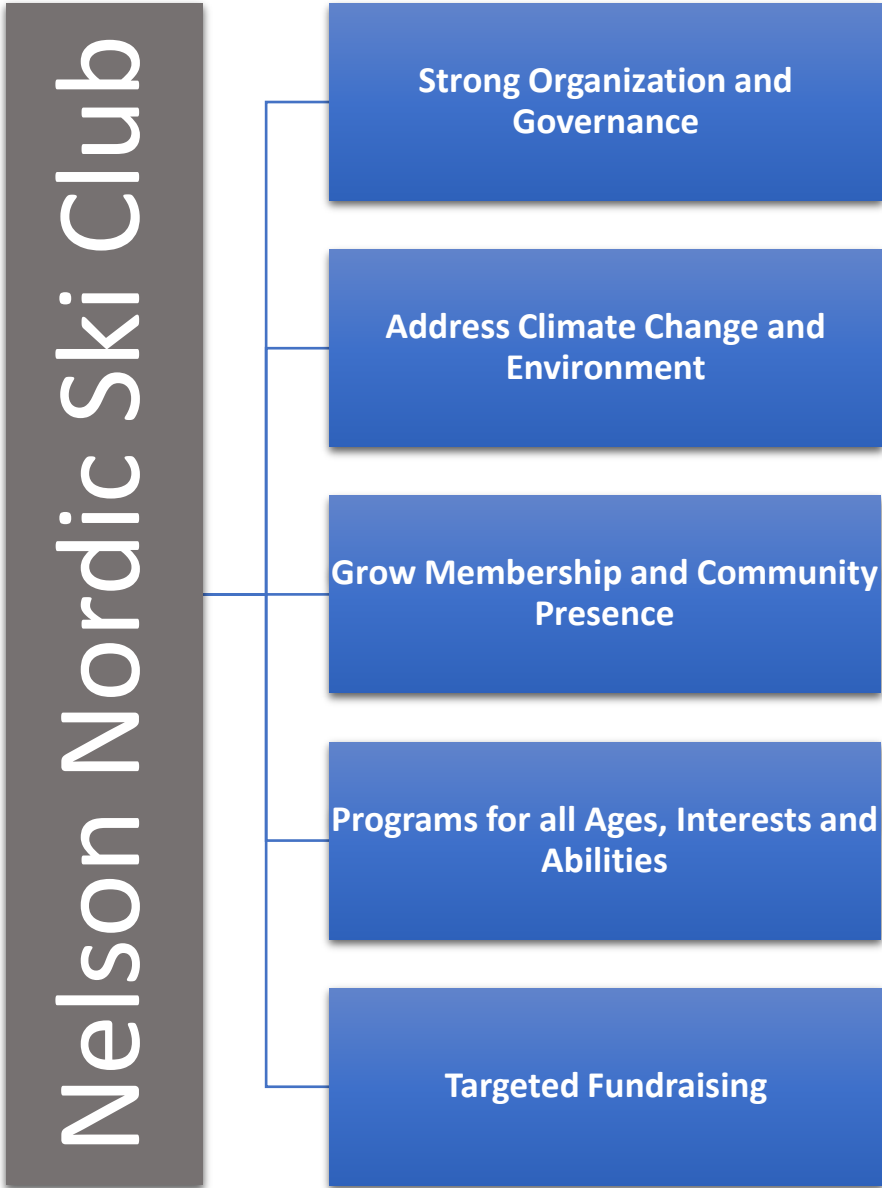 Nelson Nordic Ski Club
Strong Organization and
Governance
Address Climate Change and
Environment
Grow Membership and Community
Presence
Programs for all Ages, Interests and
Abilities
Targeted Fundraising